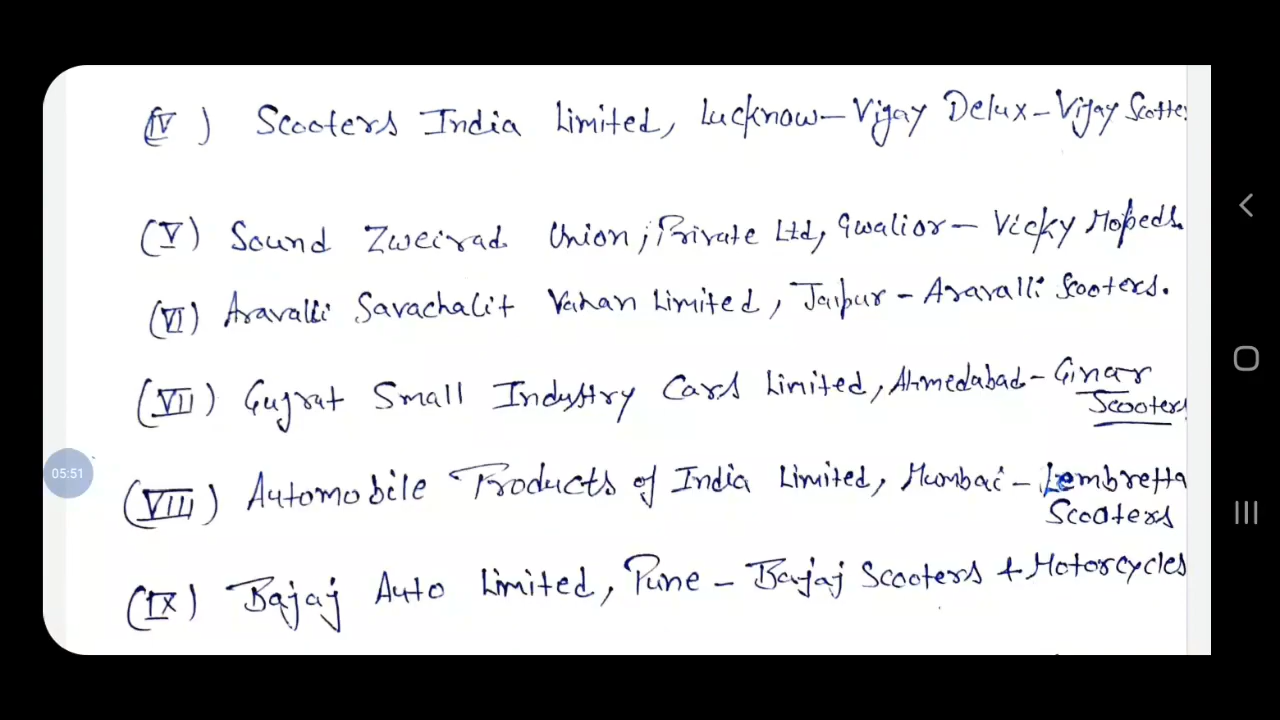 (IV) Scooters India Limited, Lucknow-Vijay Delux-Vijay Scotte
(V) Sound Zweirad Union, Private Ltd, Gwalior- Vicky Mopeds.
(VI) Aravalli Savachalit Vahan Limited, Jaipur- Aravalli Scooters.
(VII) Gujrat Small Industry Cars Limited, Ahmedabad- Ginar
Scooters
05:51
(VIII) Automobile Products of India Limited, Mumbai- Lembretta
Scooters
(IX) Bajaj Auto Limited, Pune- Bajaj Scooters + Motorcycles